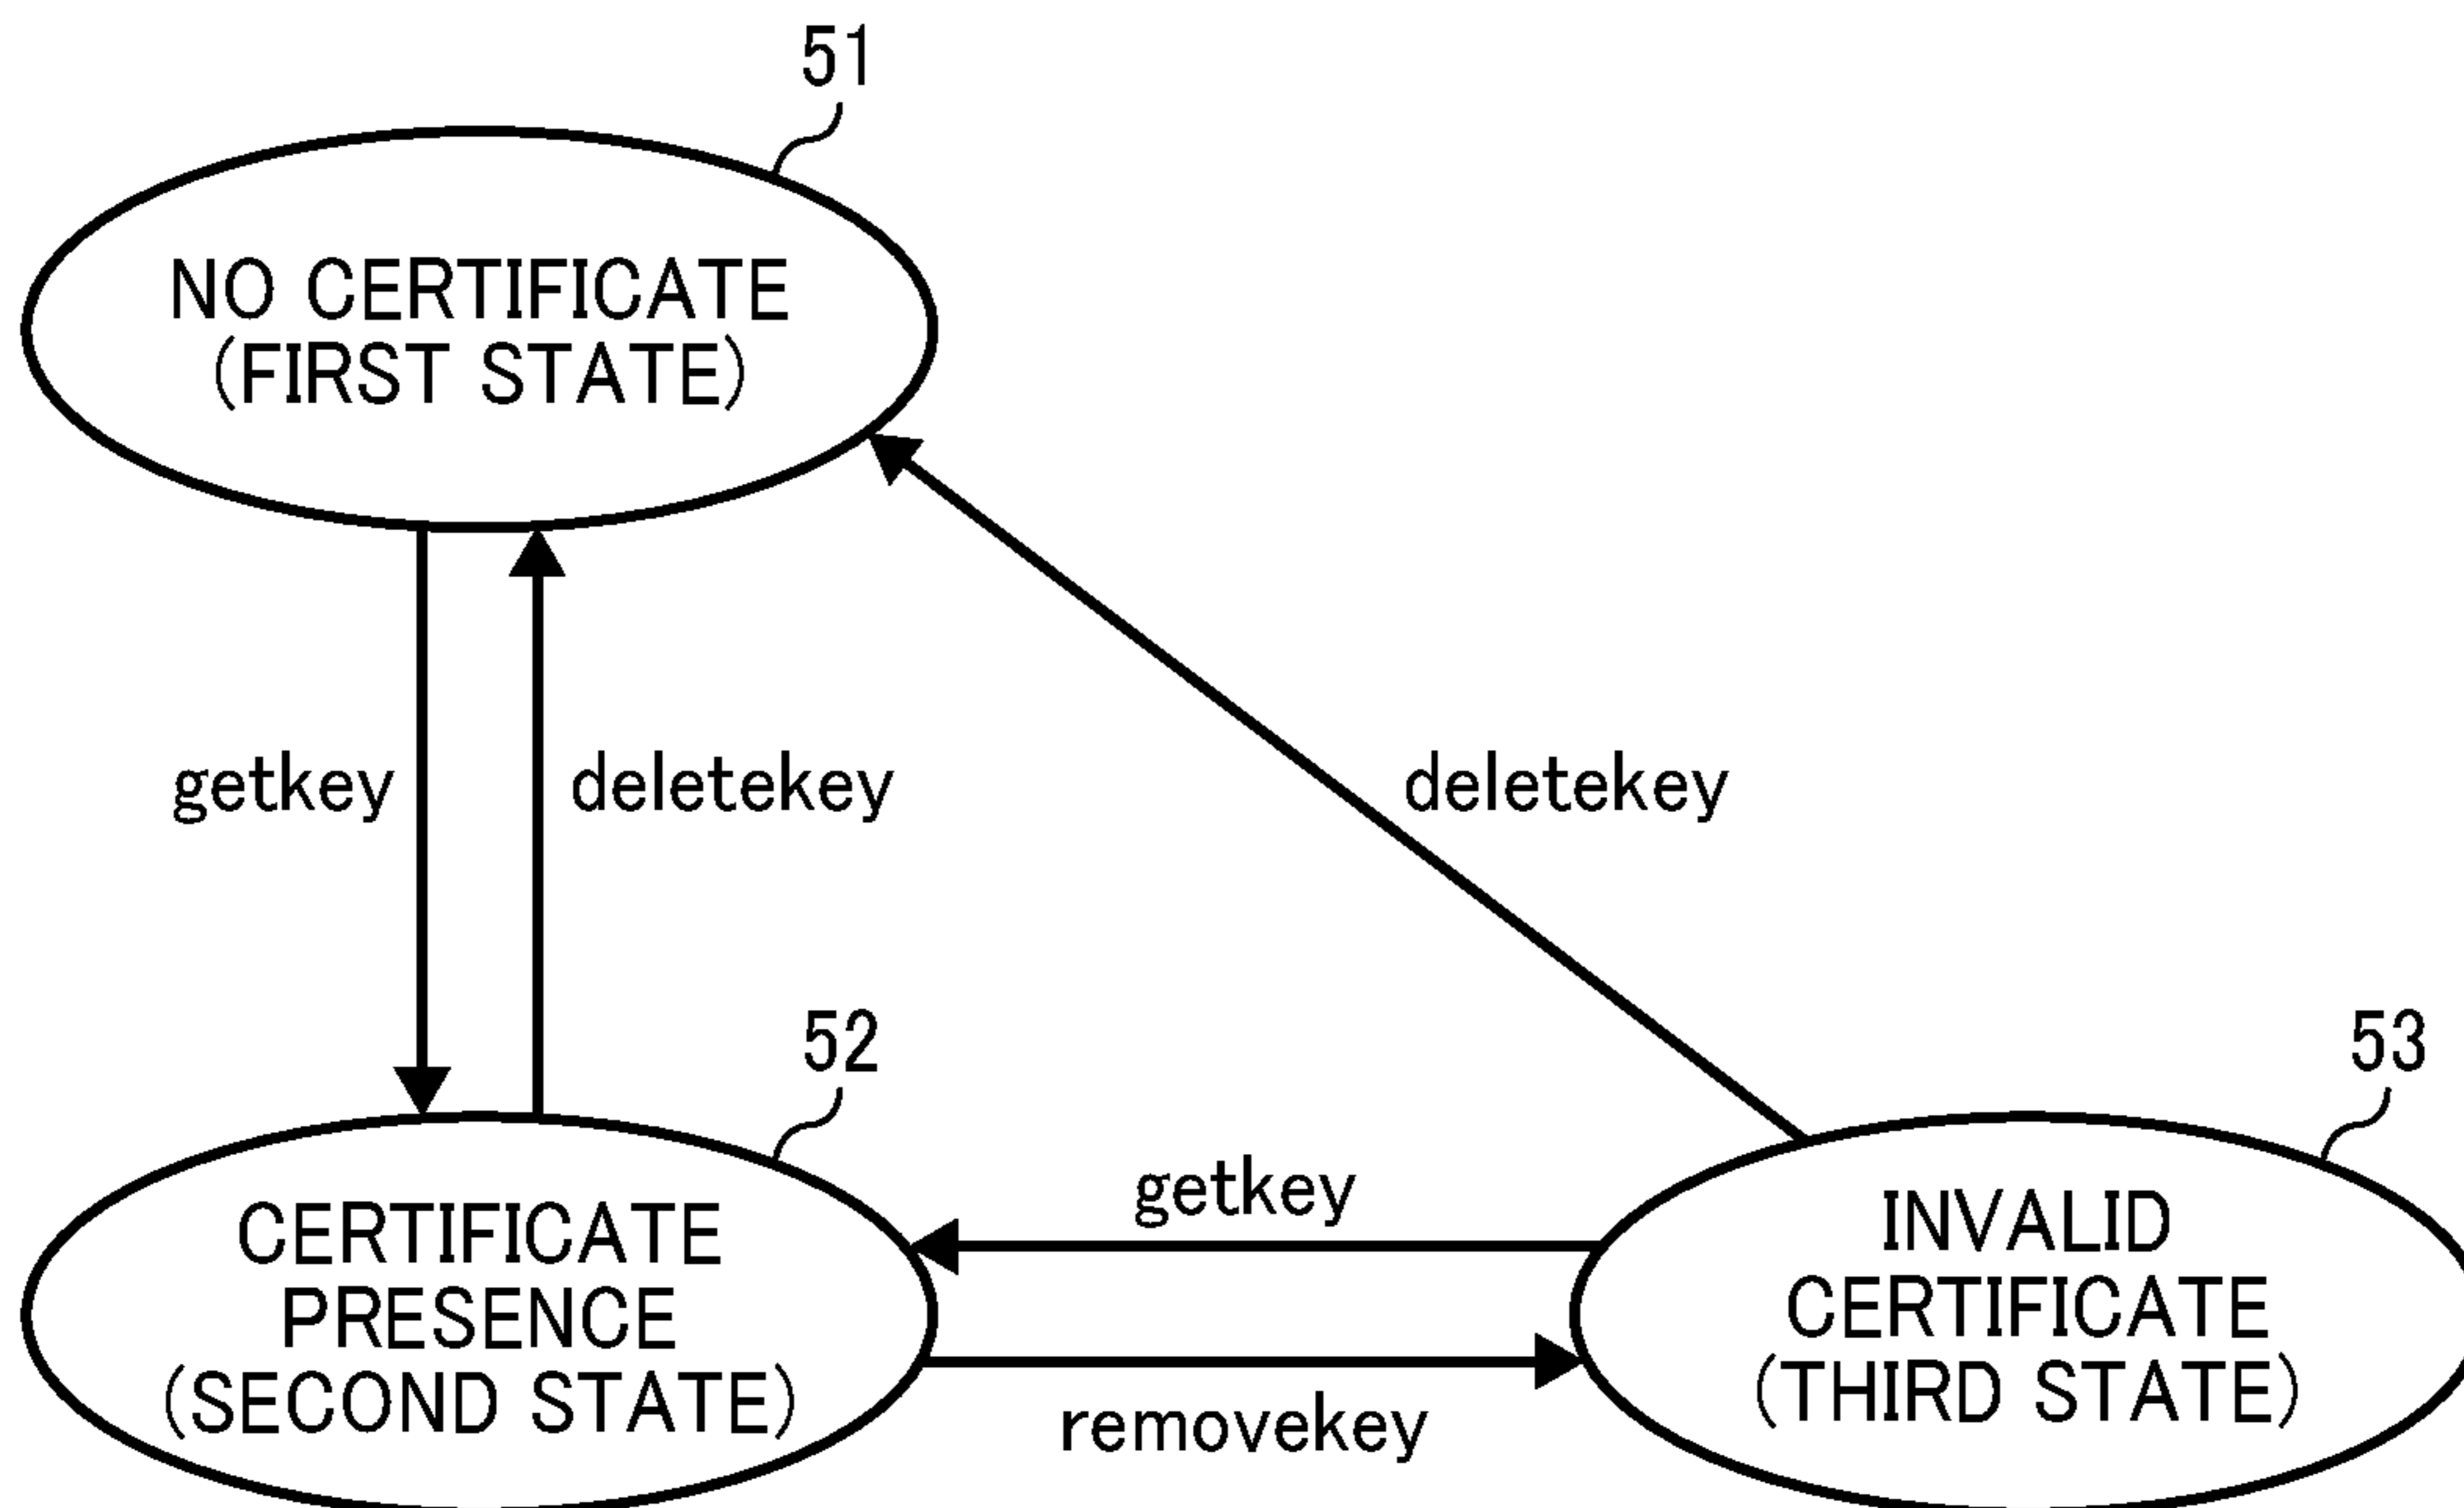 51
NO CERTIFICATE
(FIRST STATE)
getkey
deletekey
deletekey
52
53
CERTIFICATE
PRESENCE
(SECOND STATE)
getkey
removekey
INVALID
CERTIFICATE
(THIRD STATE)